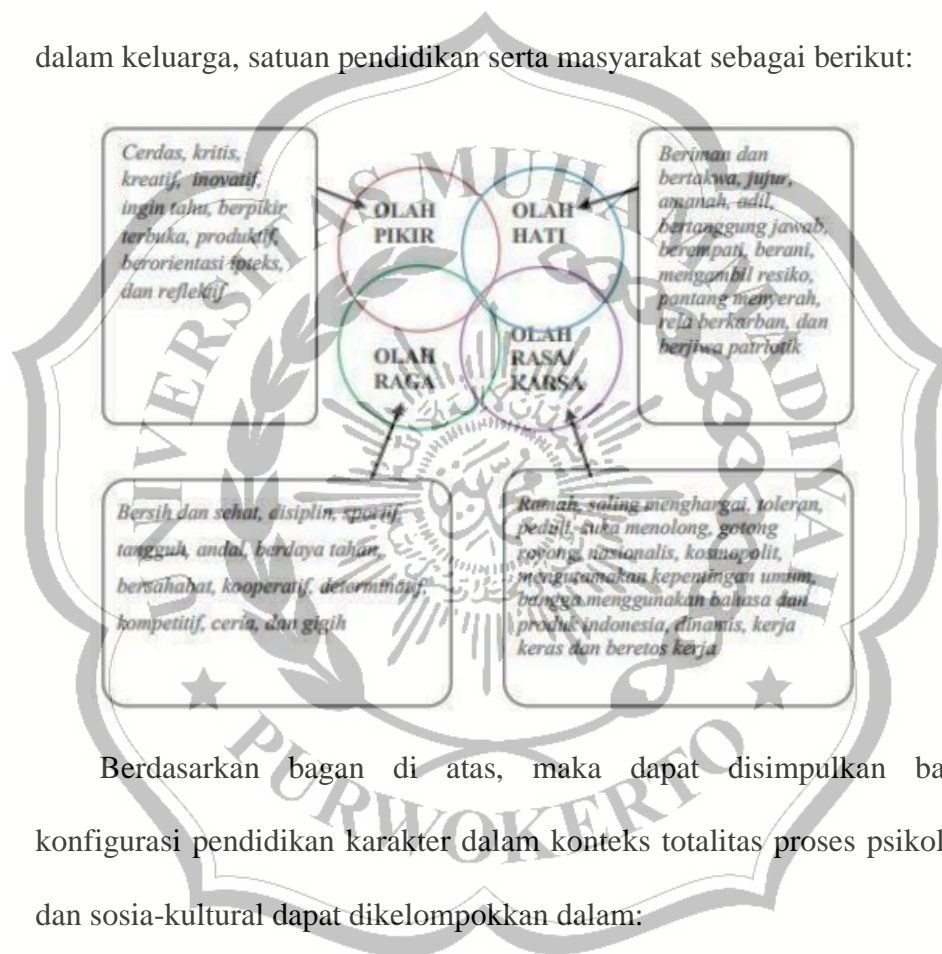 dalam keluarga, satuan pendidikan serta masyarakat sebagai berikut:
Cerdas, kritis,
kreatif, inovatif,
ingin tahu, berpikir
terbuka, produktif,
berorientasi ipteks,
dan reflektif
OLAH
PIKIR
OLAH
HATI
Beriman dan
bertakwa, jujur,
amanah, adil,
bertanggung jawab,
berempati, berani,
mengambil resiko,
pantang menyerah,
rela berkorban, dan
berjiwa patriotik
OLAH
RAGA
OLAH
RASA/
KARSA
Bersih dan sehat, disiplin, sportif,
tangguh, andal, berdaya tahan,
bersahabat, kooperatif, determinatif,
kompetitif, ceria, dan gigih
Ramah, saling menghargai, toleran,
peduli, suka menolong, gotong
royong, nasionalis, kosmopolit,
mengutamakan kepentingan umum,
bangga menggunakan bahasa dan
produk indonesia, dinamis, kerja
keras dan beretos kerja
Berdasarkan bagan di atas, maka dapat disimpulkan ba
konfigurasi pendidikan karakter dalam konteks totalitas proses psikol
dan sosia-kultural dapat dikelompokkan dalam:
UNIVERSITAS MUHAMMADIYAH
PURWOKERTO